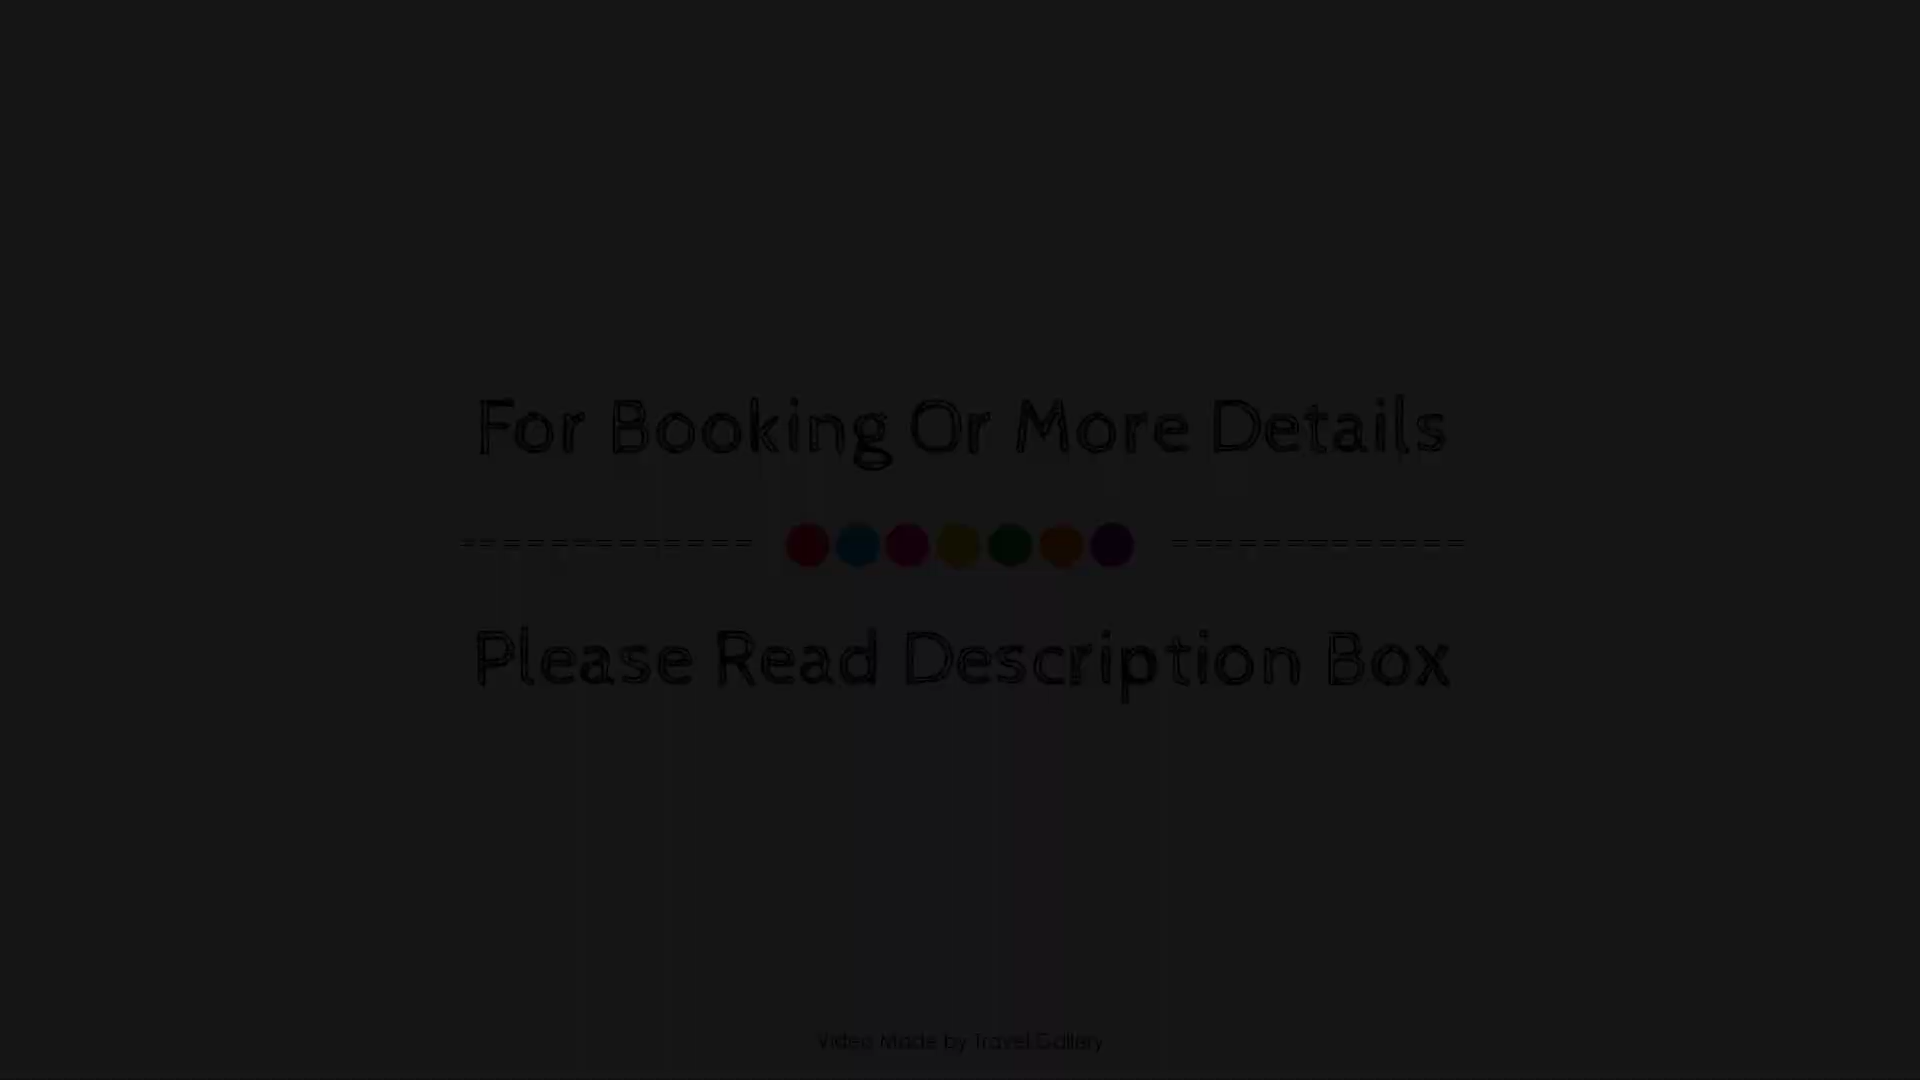 For Booking Or More Details
============= =============
Please Read Description Box
Video Made by Travel Gallery